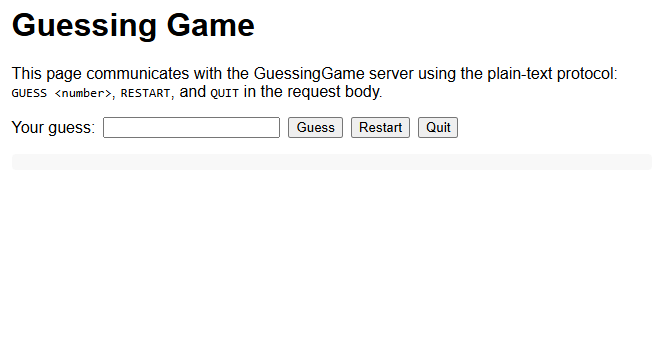 Guessing Game
This page communicates with the GuessingGame server using the plain-text protocol:
GUESS <number>, RESTART, and QUIT in the request body.
Your guess: Guess Restart Quit